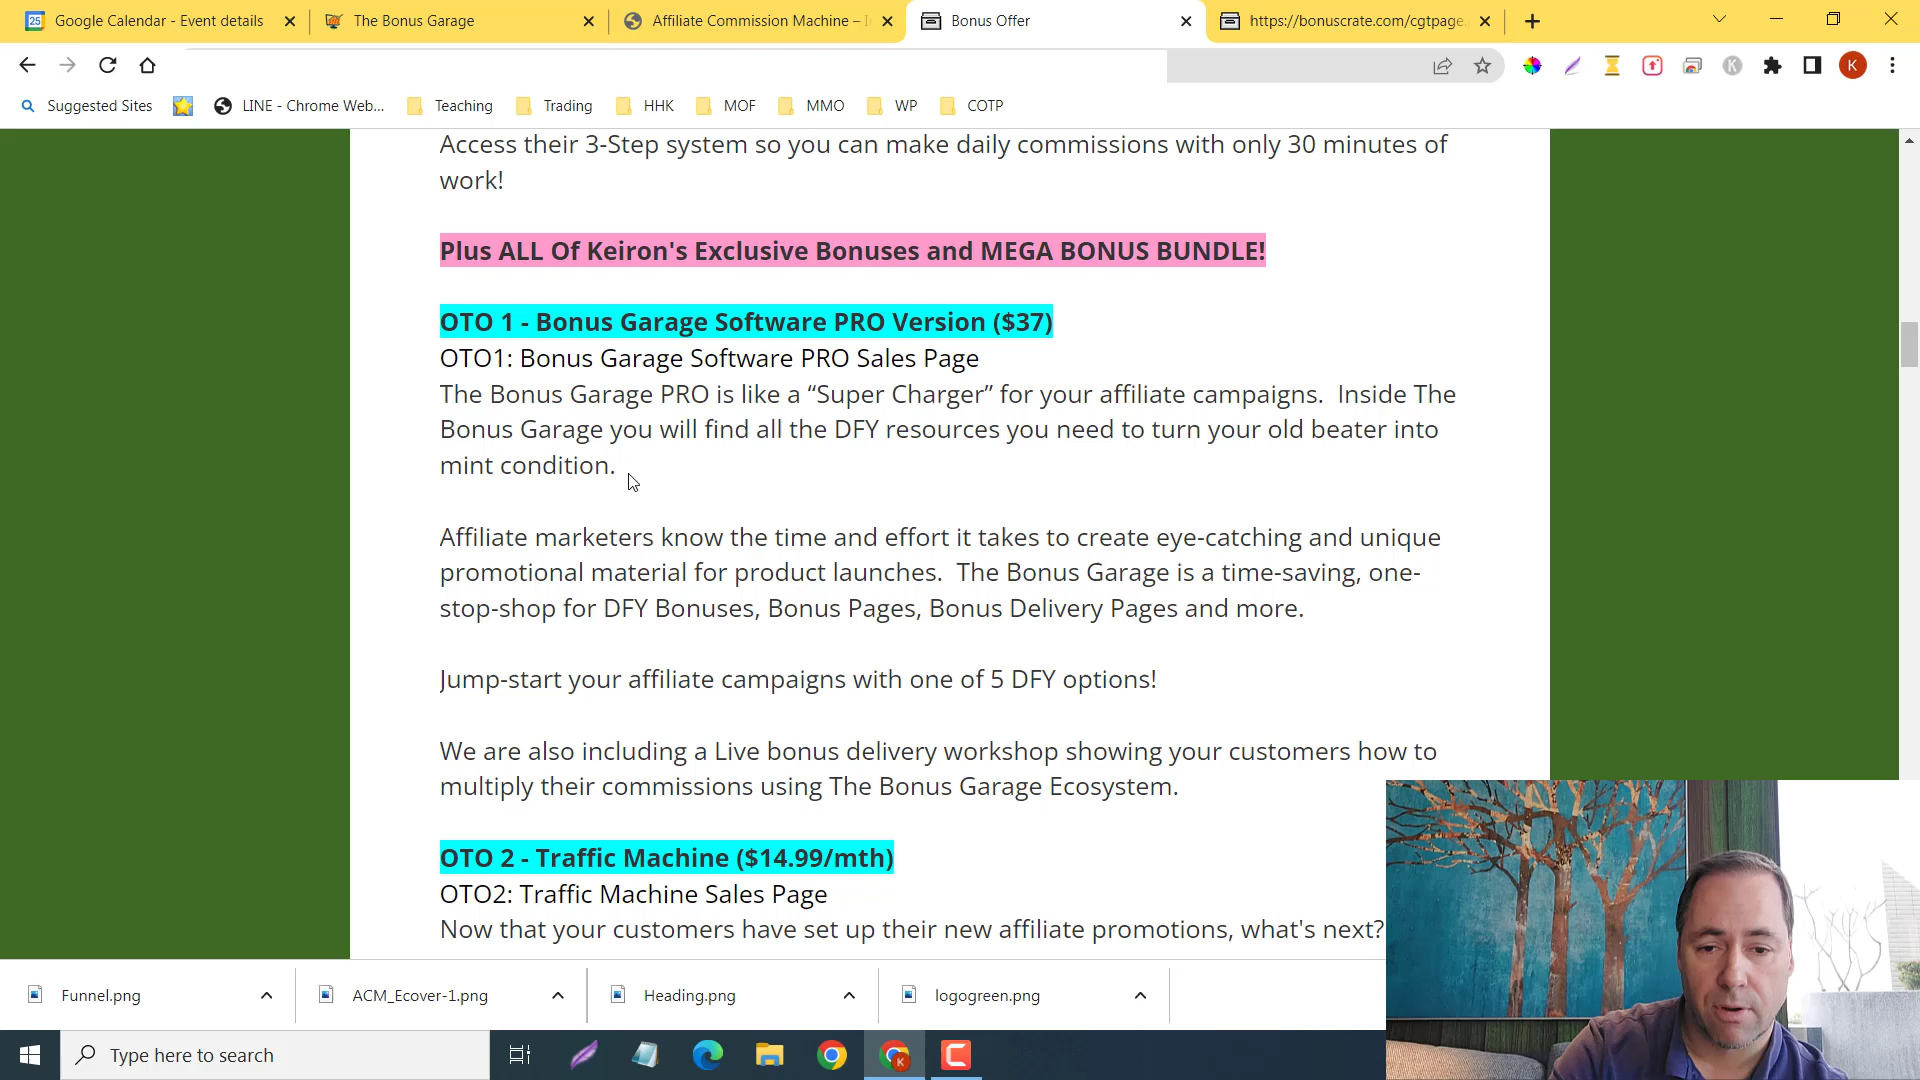 Google Calendar - Event details
The Bonus Garage
Affiliate Commission Machine –
Bonus Offer
https://bonuscrate.com/cgtpage
K
Suggested Sites
LINE - Chrome Web...
Teaching
Trading
HHK
MOF
MMO
WP
COTP
Access their 3-Step system so you can make daily commissions with only 30 minutes of
work!
Plus ALL Of Keiron's Exclusive Bonuses and MEGA BONUS BUNDLE!
OTO 1 - Bonus Garage Software PRO Version ($37)
OTO1: Bonus Garage Software PRO Sales Page
The Bonus Garage PRO is like a “Super Charger” for your affiliate campaigns.  Inside The
Bonus Garage you will find all the DFY resources you need to turn your old beater into
mint condition.
Affiliate marketers know the time and effort it takes to create eye-catching and unique
promotional material for product launches.  The Bonus Garage is a time-saving, one-
stop-shop for DFY Bonuses, Bonus Pages, Bonus Delivery Pages and more.
Jump-start your affiliate campaigns with one of 5 DFY options!
We are also including a Live bonus delivery workshop showing your customers how to
multiply their commissions using The Bonus Garage Ecosystem.
OTO 2 - Traffic Machine ($14.99/mth)
OTO2: Traffic Machine Sales Page
Now that your customers have set up their new affiliate promotions, what's next?
Funnel.png
ACM_Ecover-1.png
Heading.png
logogreen.png
Type here to search